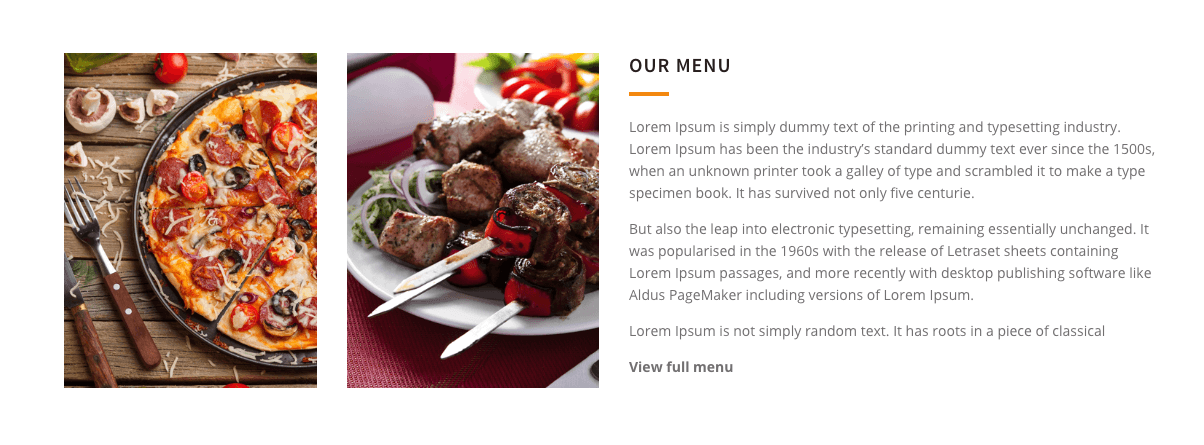 OUR MENU
Lorem Ipsum is simply dummy text of the printing and typesetting industry.
Lorem Ipsum has been the industry’s standard dummy text ever since the 1500s,
when an unknown printer took a galley of type and scrambled it to make a type
specimen book. It has survived not only five centurie.
But also the leap into electronic typesetting, remaining essentially unchanged. It
was popularised in the 1960s with the release of Letraset sheets containing
Lorem Ipsum passages, and more recently with desktop publishing software like
Aldus PageMaker including versions of Lorem Ipsum.
Lorem Ipsum is not simply random text. It has roots in a piece of classical
View full menu